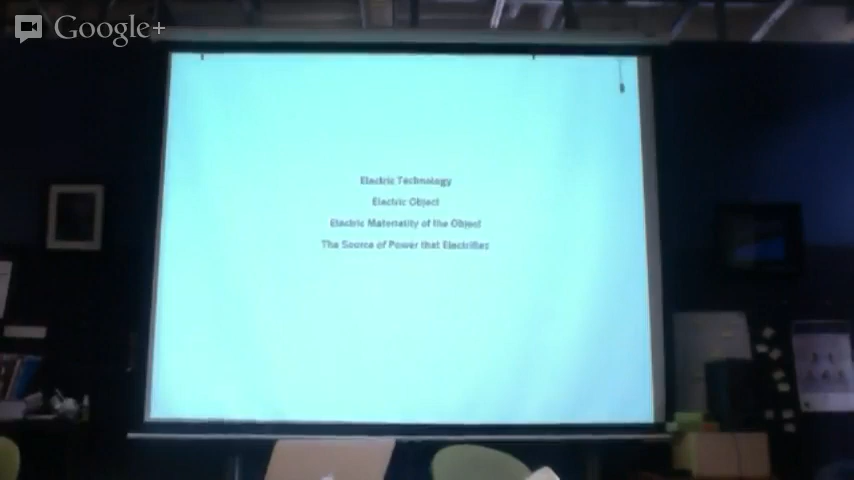 Google+
Electric Technology
Electric Object
Electric Materiality of the Object
The Source of Power that Electrifies